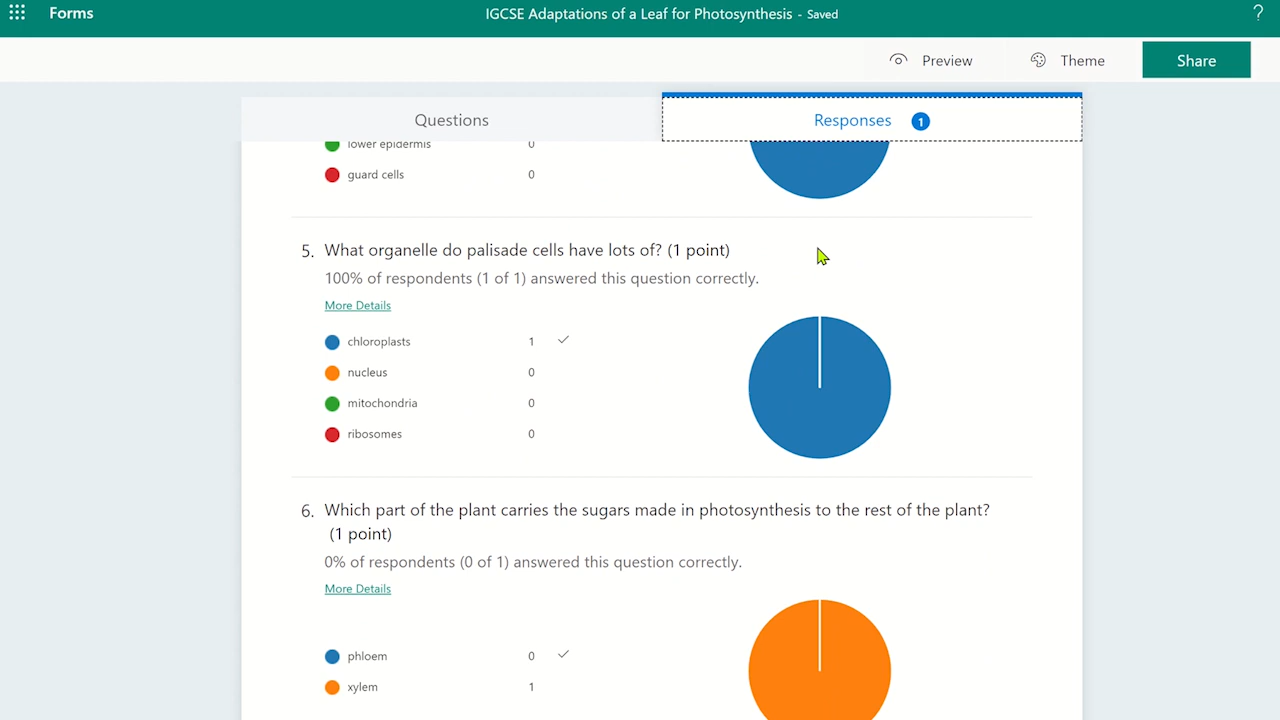 Forms
IGCSE Adaptations of a Leaf for Photosynthesis - Saved
?
Preview
Theme
Share
Questions
Responses 1
lower epidermis 0
guard cells 0
5. What organelle do palisade cells have lots of? (1 point)
100% of respondents (1 of 1) answered this question correctly.
More Details
chloroplasts 1
nucleus 0
mitochondria 0
ribosomes 0
6. Which part of the plant carries the sugars made in photosynthesis to the rest of the plant?
(1 point)
0% of respondents (0 of 1) answered this question correctly.
More Details
phloem 0
xylem 1